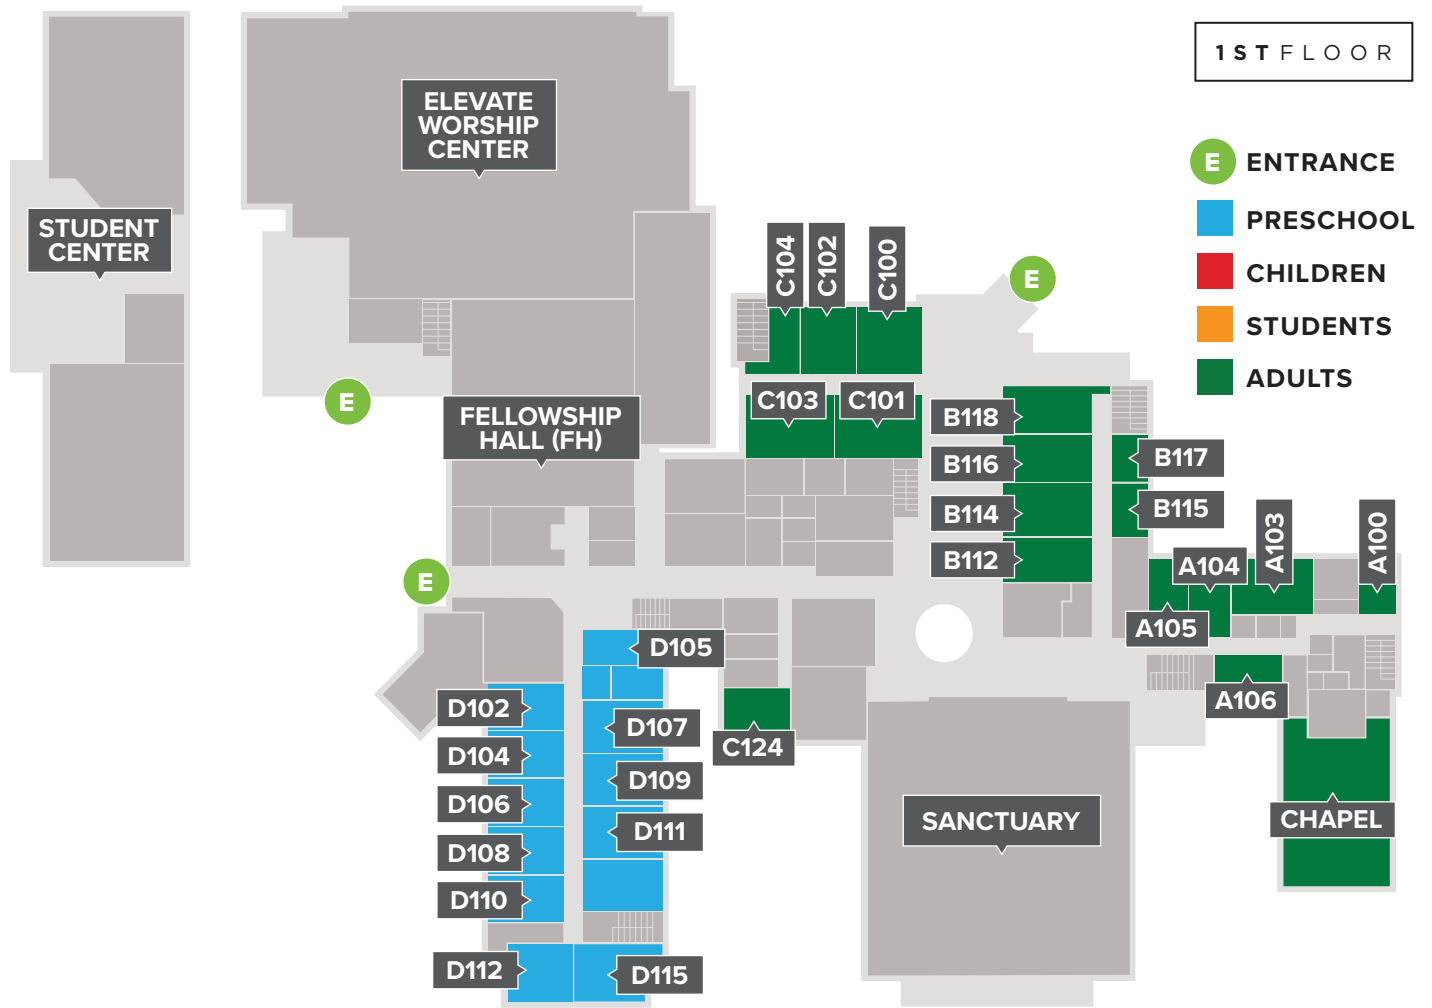 1ST FLOOR
E ENTRANCE
PRESCHOOL
CHILDREN
STUDENTS
ADULTS
ELEVATE
WORSHIP
CENTER
STUDENT
CENTER
E
E
E
FELLOWSHIP
HALL (FH)
C104
C102
C100
C103
C101
B118
B116
B114
B112
B117
B115
A104
A103
A100
A105
A106
D105
D102
D107
D104
D109
D106
D111
D108
D110
D112
D115
C124
SANCTUARY
CHAPEL